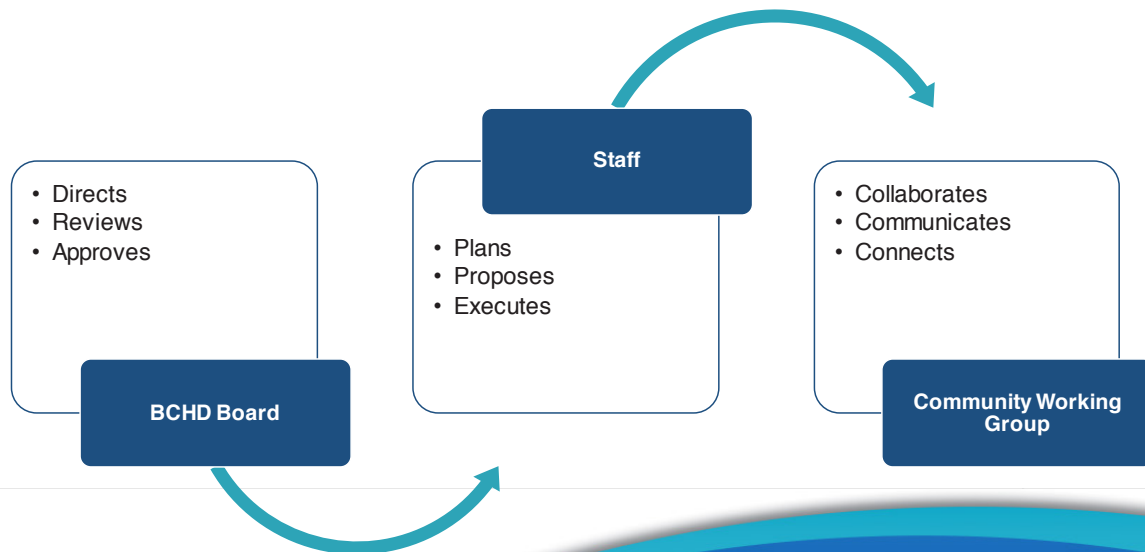 • Directs
• Reviews
• Approves
BCHD Board
Staff
• Plans
• Proposes
• Executes
• Collaborates
• Communicates
• Connects
Community Working
Group